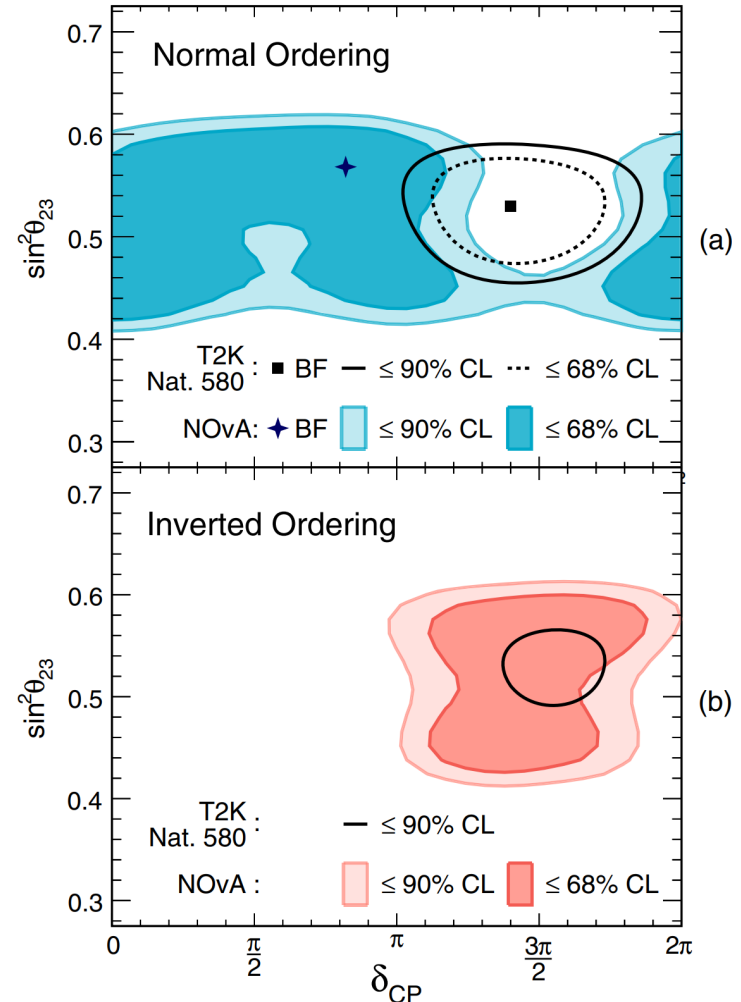 0.7
Normal Ordering
0.6
0.5
0.4
0.3
sin²θ₂₃
(a)
T2K
Nat. 580 : BF ≤ 90% CL ≤ 68% CL
NOvA: BF ≤ 90% CL ≤ 68% CL
0.7
Inverted Ordering
0.6
0.5
0.4
0.3
sin²θ₂₃
(b)
T2K
Nat. 580 : ≤ 90% CL
NOvA : ≤ 90% CL ≤ 68% CL
0 π/2 π 3π/2 2π
δCP